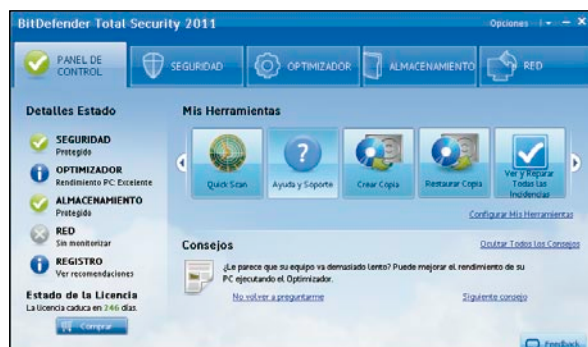 BitDefender Total Security 2011
Opciones
PANEL DE
CONTROL
SEGURIDAD
OPTIMIZADOR
ALMACENAMIENTO
RED
Detalles Estado
SEGURIDAD
Protegido
OPTIMIZADOR
Rendimiento PC: Excelente
ALMACENAMIENTO
Protegido
RED
Sin monitorizar
REGISTRO
Ver recomendaciones
Estado de la Licencia
La licencia caduca en 246 días.
Comprar
Mis Herramientas
Quick Scan
Ayuda y Soporte
Crear Copia
Restaurar Copia
Ver y Reparar
Todas las
Incidencias
Configurar Mis Herramientas
Consejos
Ocultar Todos los Consejos
¿Le parece que su equipo va demasiado lento? Puede mejorar el rendimiento de su
PC ejecutando el Optimizador.
No volver a preguntarme
Siguiente consejo
Feedback